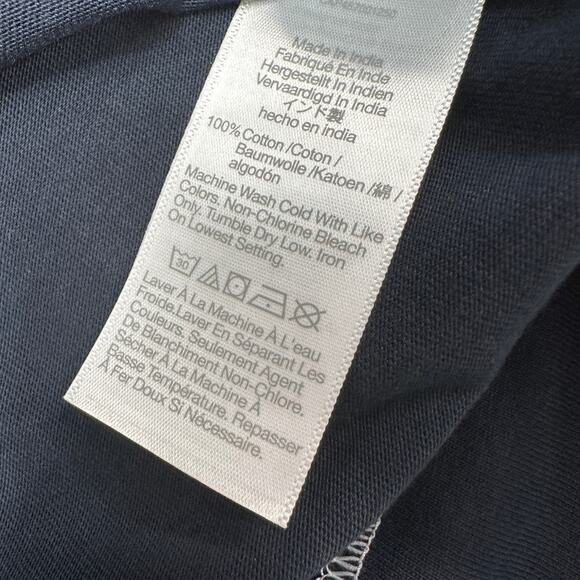 Made In India
Fabriqué En Inde
Hergestellt In Indien
Vervaardigd In India
インド製
hecho en india
100% Cotton /Coton /
Baumwolle /Katoen /綿 /
algodón
Machine Wash Cold With Like
Colors. Non-Chlorine Bleach
Only. Tumble Dry Low. Iron
On Lowest Setting.
30
Laver À La Machine À L'eau
Froide.Laver En Séparant Les
Couleurs, Seulement Agent
De Blanchiment Non-Chlore.
Sécher À La Machine À
Basse Température. Repasser
À Fer Doux Si Nécessaire.